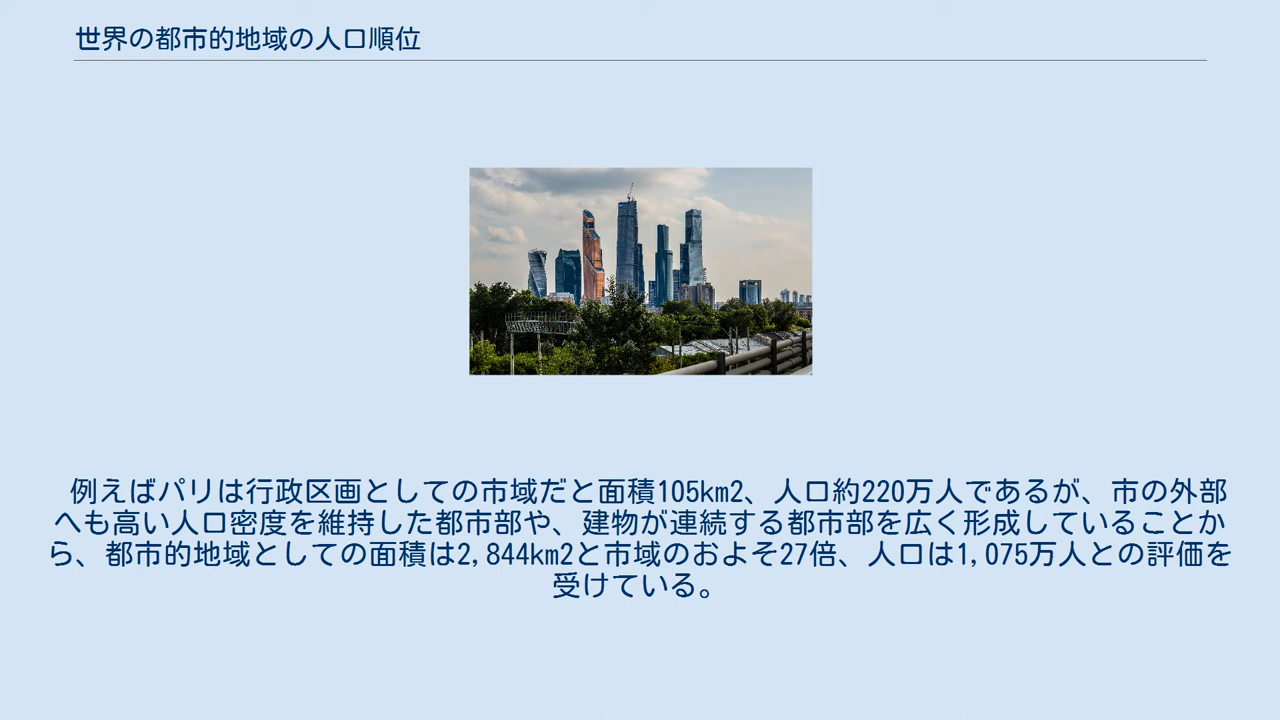 世界の都市的地域の人口順位
例えばパリは行政区画としての市域だと面積105km2、人口約220万人であるが、市の外部
へも高い人口密度を維持した都市部や、建物が連続する都市部を広く形成していることか
ら、都市的地域としての面積は2,844km2と市域のおよそ27倍、人口は1,075万人との評価を
受けている。